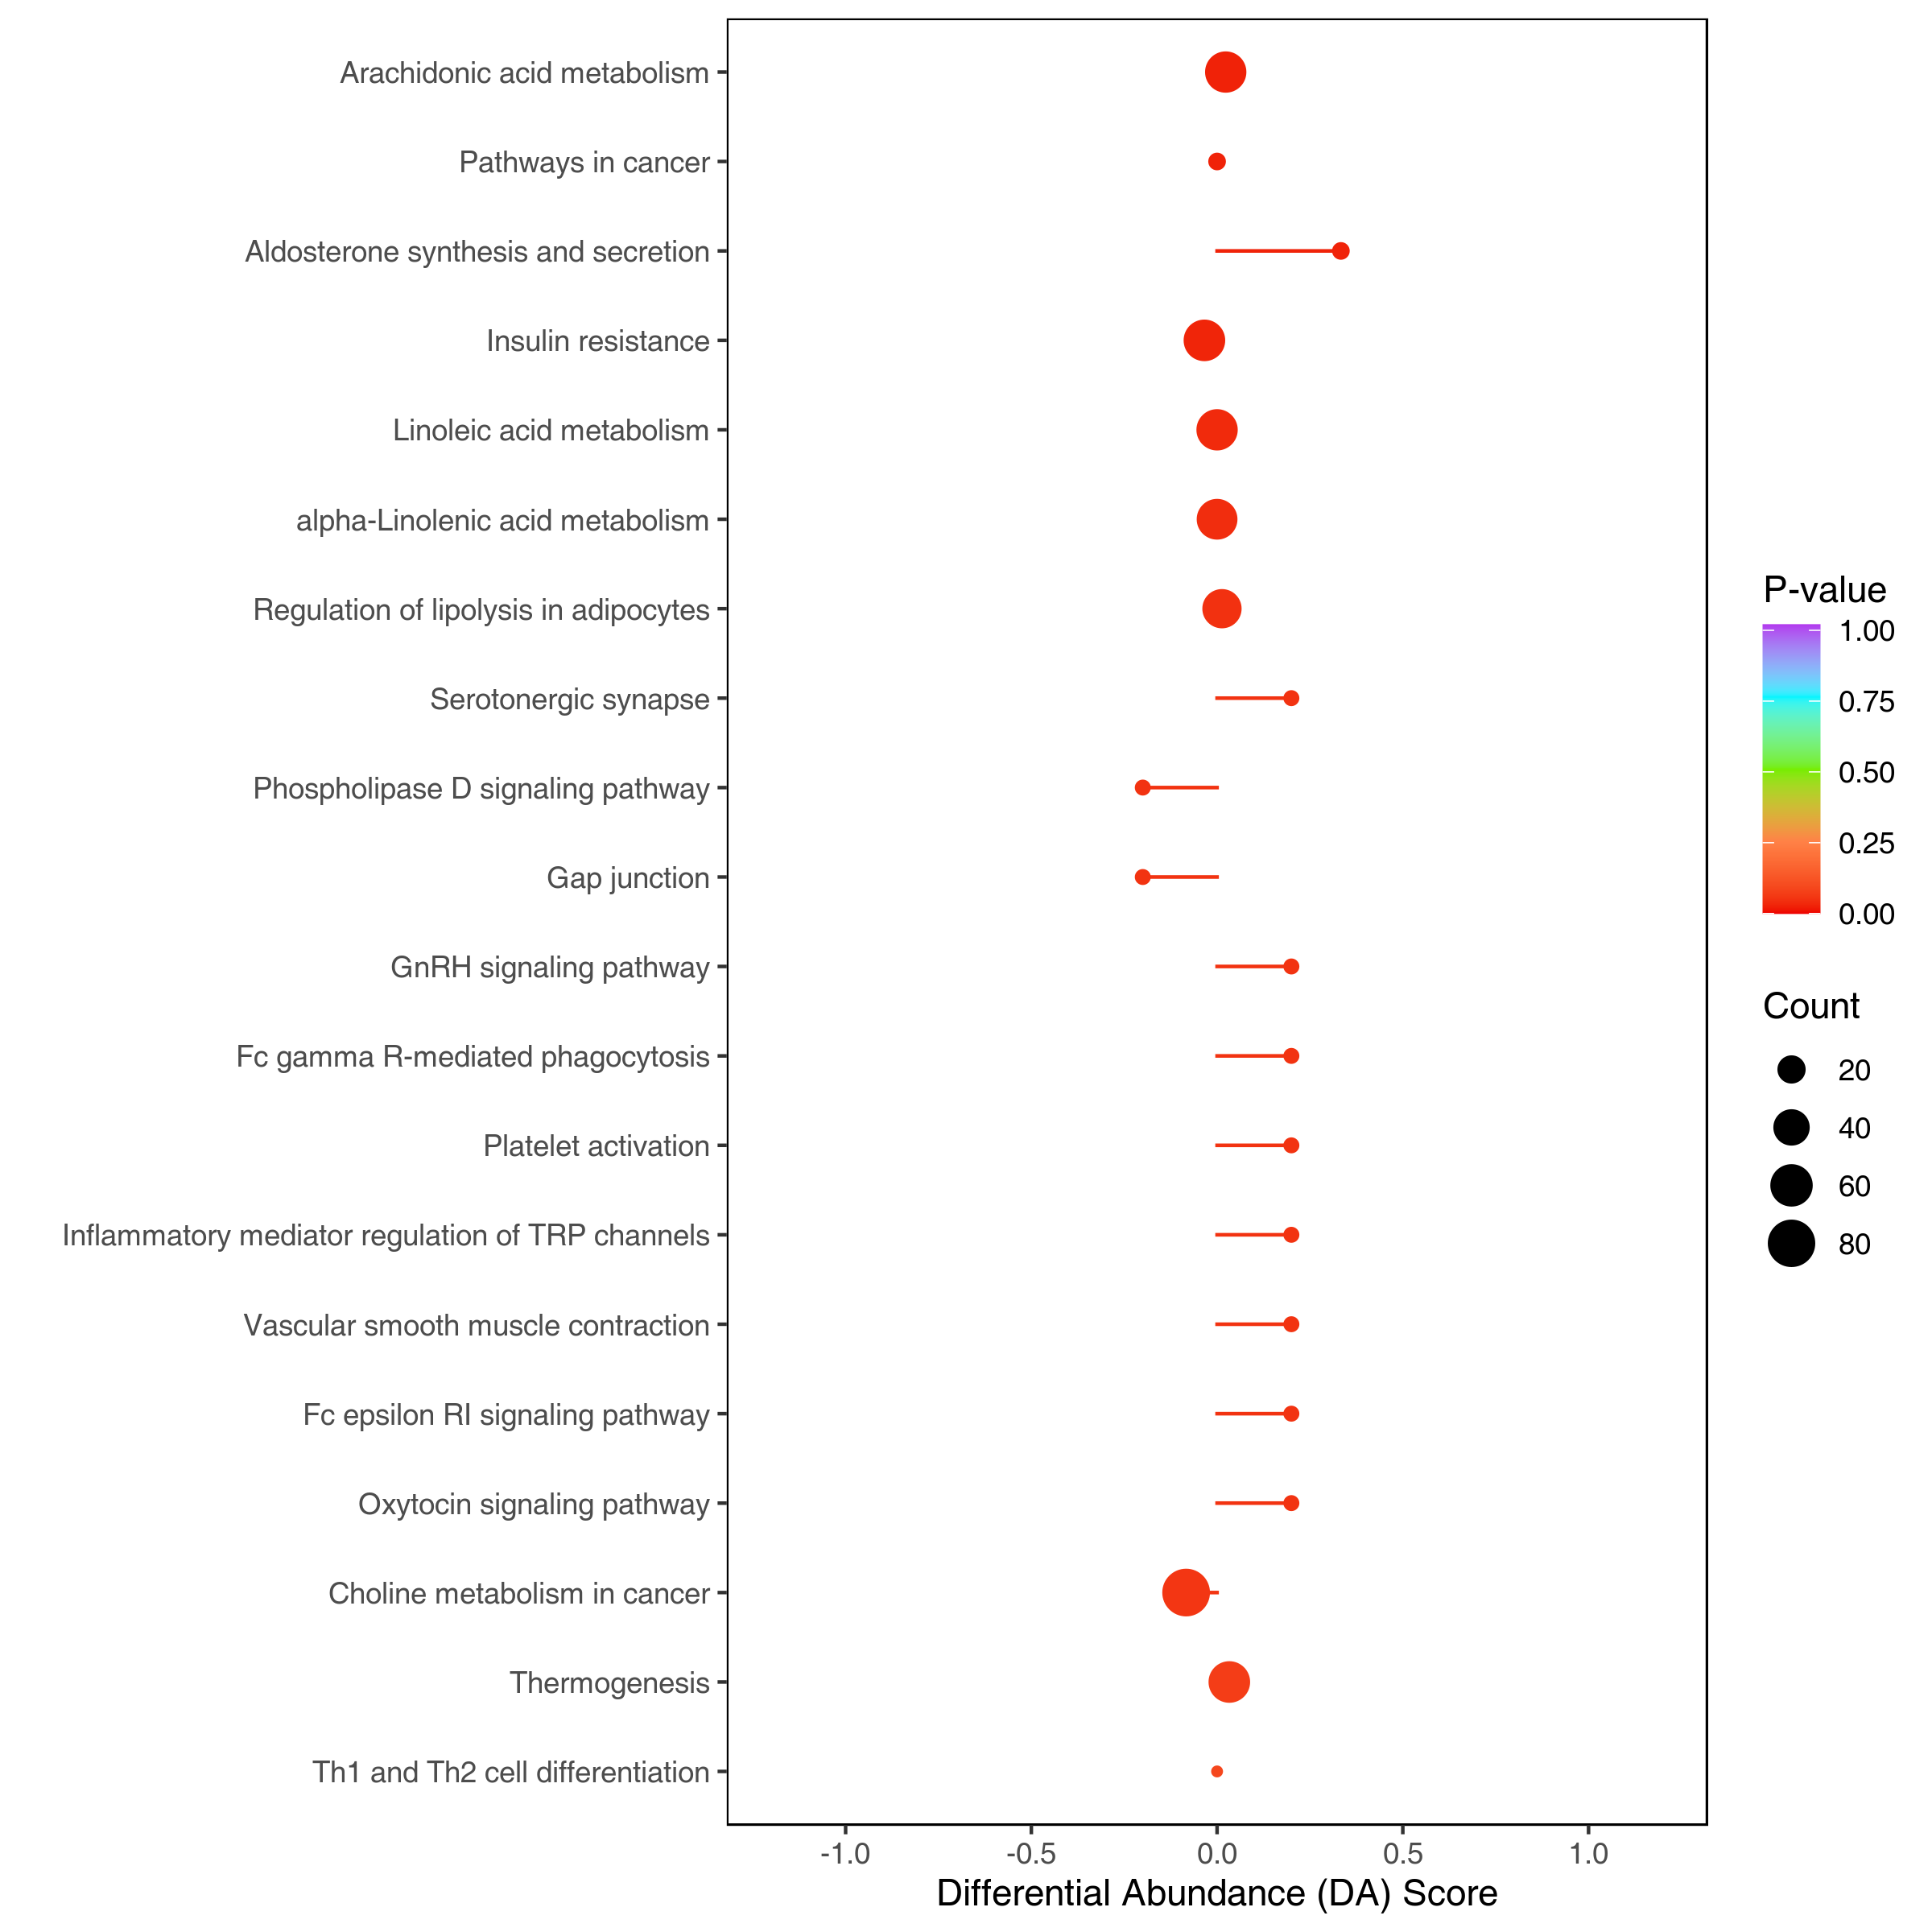 Arachidonic acid metabolism
Pathways in cancer
Aldosterone synthesis and secretion
Insulin resistance
Linoleic acid metabolism
alpha-Linolenic acid metabolism
Regulation of lipolysis in adipocytes
Serotonergic synapse
Phospholipase D signaling pathway
Gap junction
GnRH signaling pathway
Fc gamma R-mediated phagocytosis
Platelet activation
Inflammatory mediator regulation of TRP channels
Vascular smooth muscle contraction
Fc epsilon RI signaling pathway
Oxytocin signaling pathway
Choline metabolism in cancer
Thermogenesis
Th1 and Th2 cell differentiation
-1.0 -0.5 0.0 0.5 1.0
Differential Abundance (DA) Score
P-value
1.00
0.75
0.50
0.25
0.00
Count
20
40
60
80